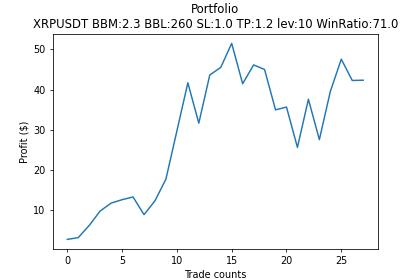 Portfolio
XRPUSDT BBM:2.3 BBL:260 SL:1.0 TP:1.2 lev:10 WinRatio:71.0
50
40
30
20
10
Profit ($)
0 5 10 15 20 25
Trade counts